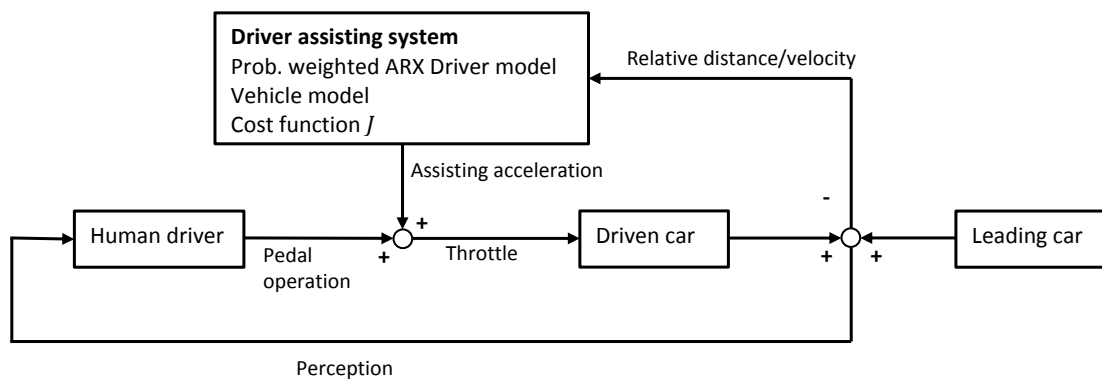 Driver assisting system
Prob. weighted ARX Driver model
Vehicle model
Cost function J
Relative distance/velocity
Assisting acceleration
+
-
Human driver
Pedal
operation
+
Throttle
Driven car
+
+
Leading car
Perception